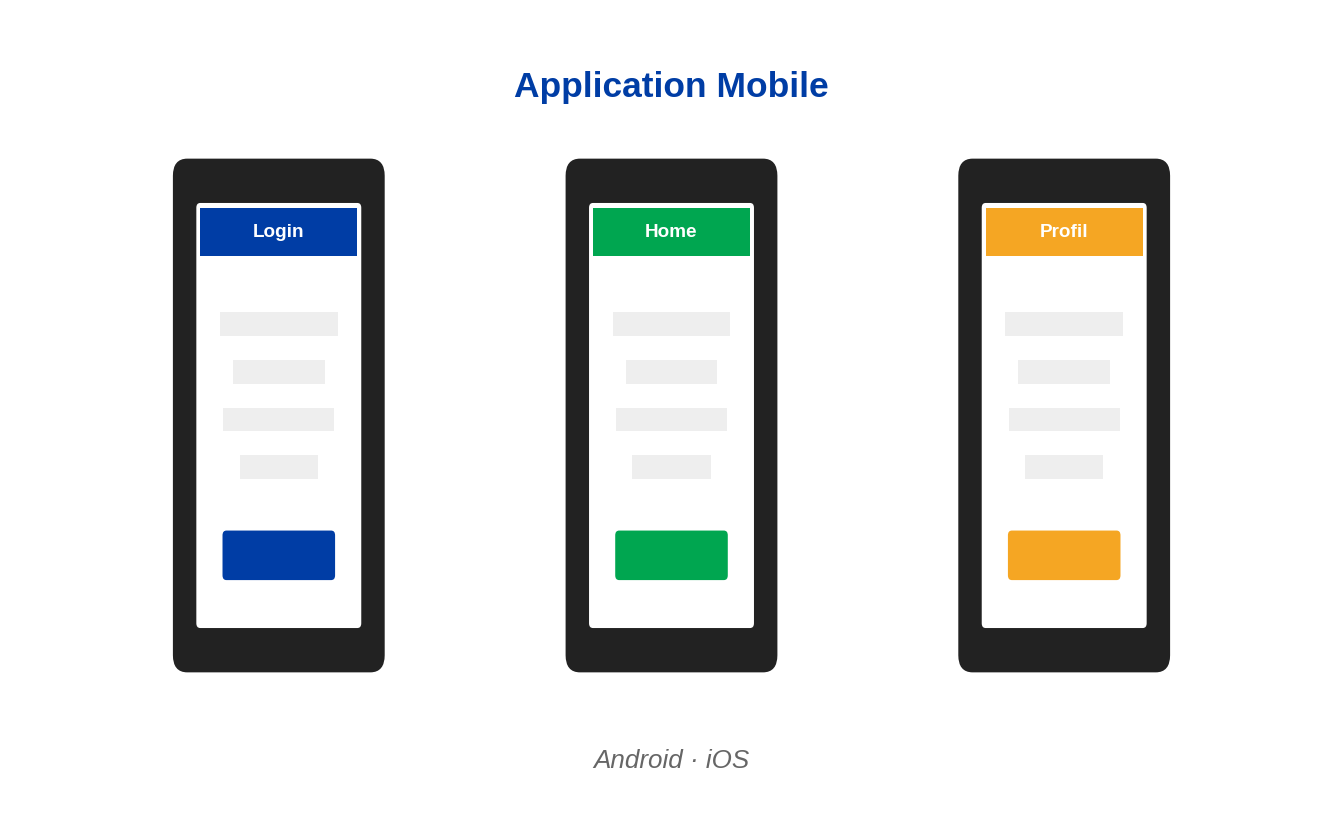 Application Mobile
Login
Home
Profil
Android · iOS